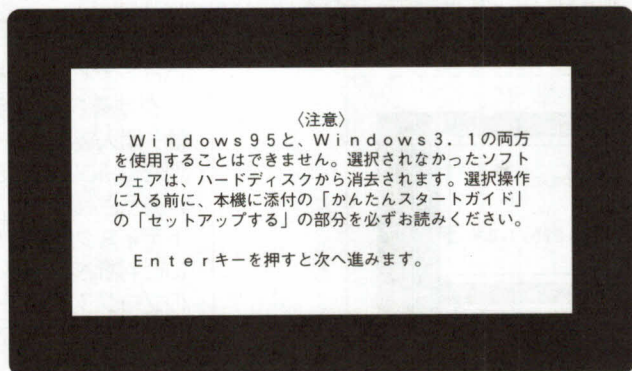 〈注意〉
Windows95と、Windows3.1の両方
を使用することはできません。選択されなかったソフト
ウェアは、ハードディスクから消去されます。選択操作
に入る前に、本機に添付の「かんたんスタートガイド」
の「セットアップする」の部分を必ずお読みください。
Enterキーを押すと次へ進みます。